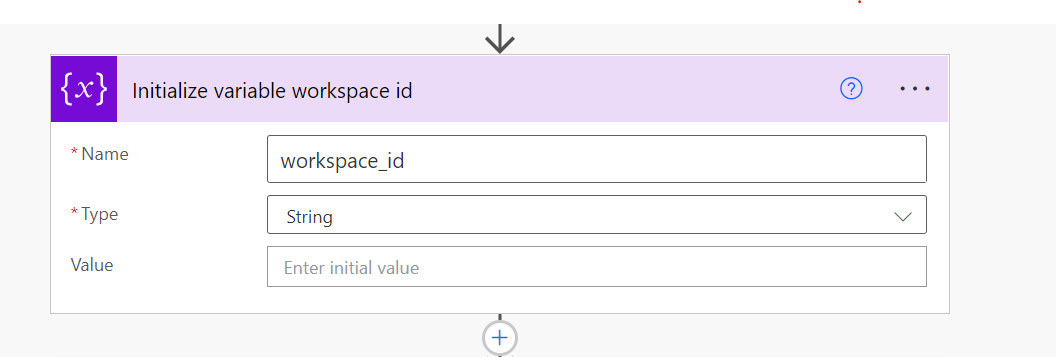 {x} Initialize variable workspace id ? ...
* Name workspace_id
* Type String
Value Enter initial value
+